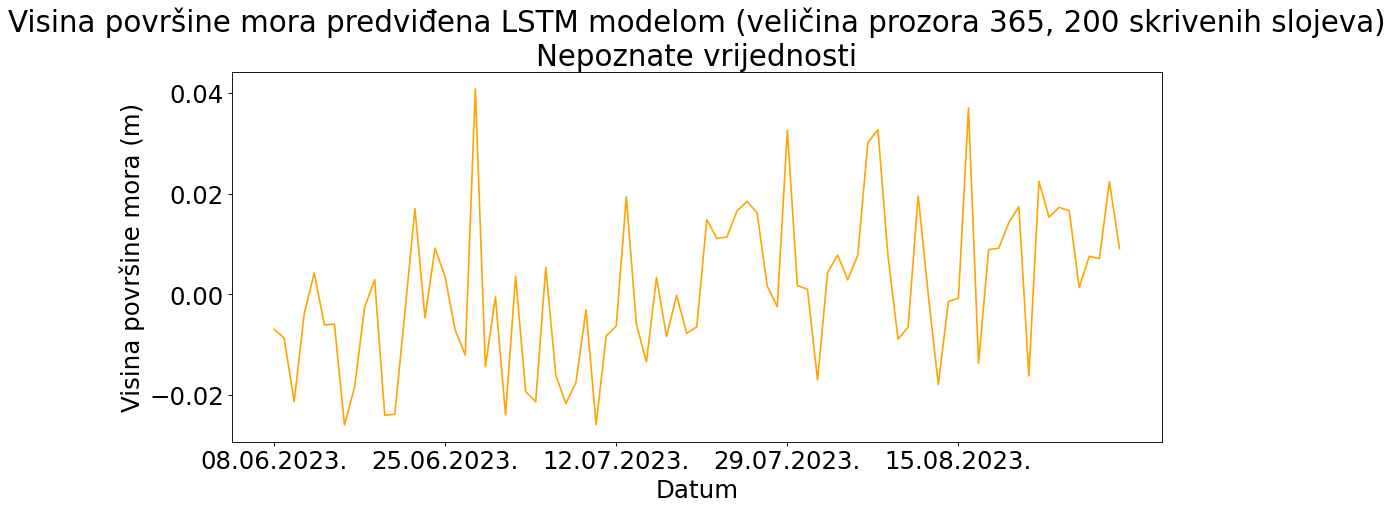 Visina površine mora predviđena LSTM modelom (veličina prozora 365, 200 skrivenih slojeva)
Nepoznate vrijednosti
Visina površine mora (m)
0.04
0.02
0.00
−0.02
08.06.2023. 25.06.2023. 12.07.2023. 29.07.2023. 15.08.2023.
Datum